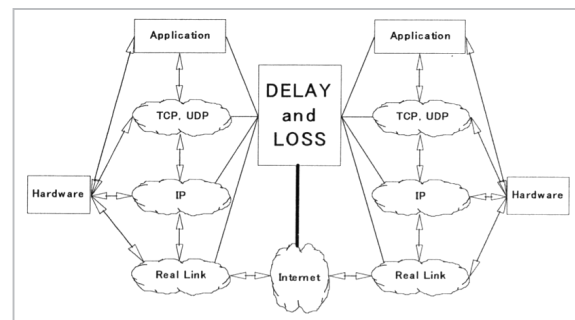 Application
Application
DELAY
and
LOSS
TCP, UDP
TCP, UDP
Hardware
IP
IP
Hardware
Real Link
Internet
Real Link